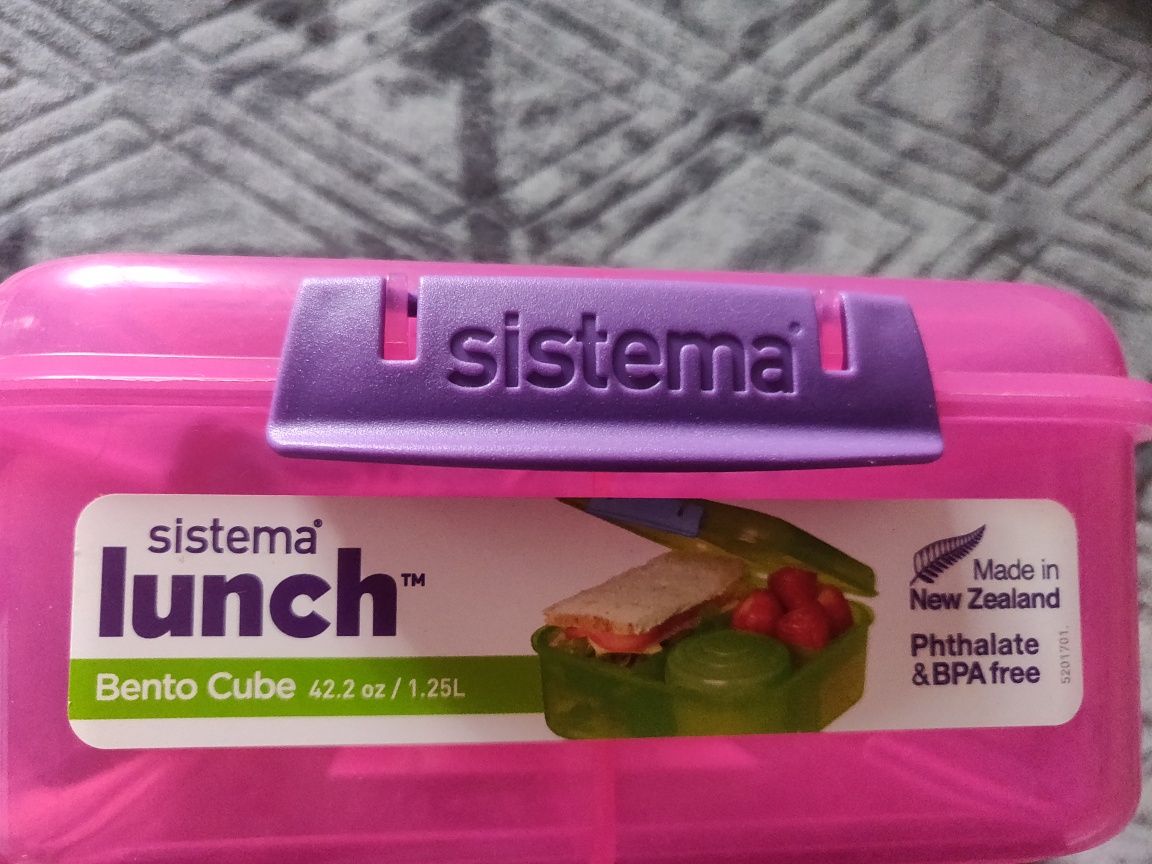 sistema®
sistema®
lunch™
Bento Cube 42.2 oz / 1.25L
Made in
New Zealand
Phthalate
& BPA free
5201701.